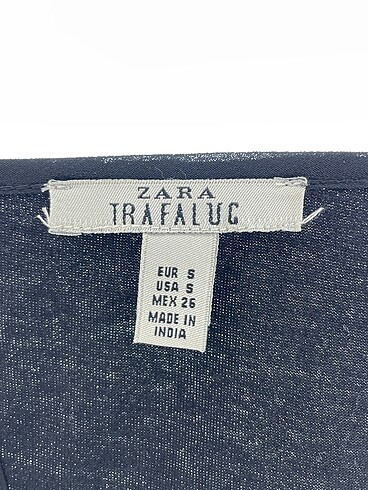 ZARA
TRAFALUC
EUR S
USA S
MEX 26
MADE IN
INDIA